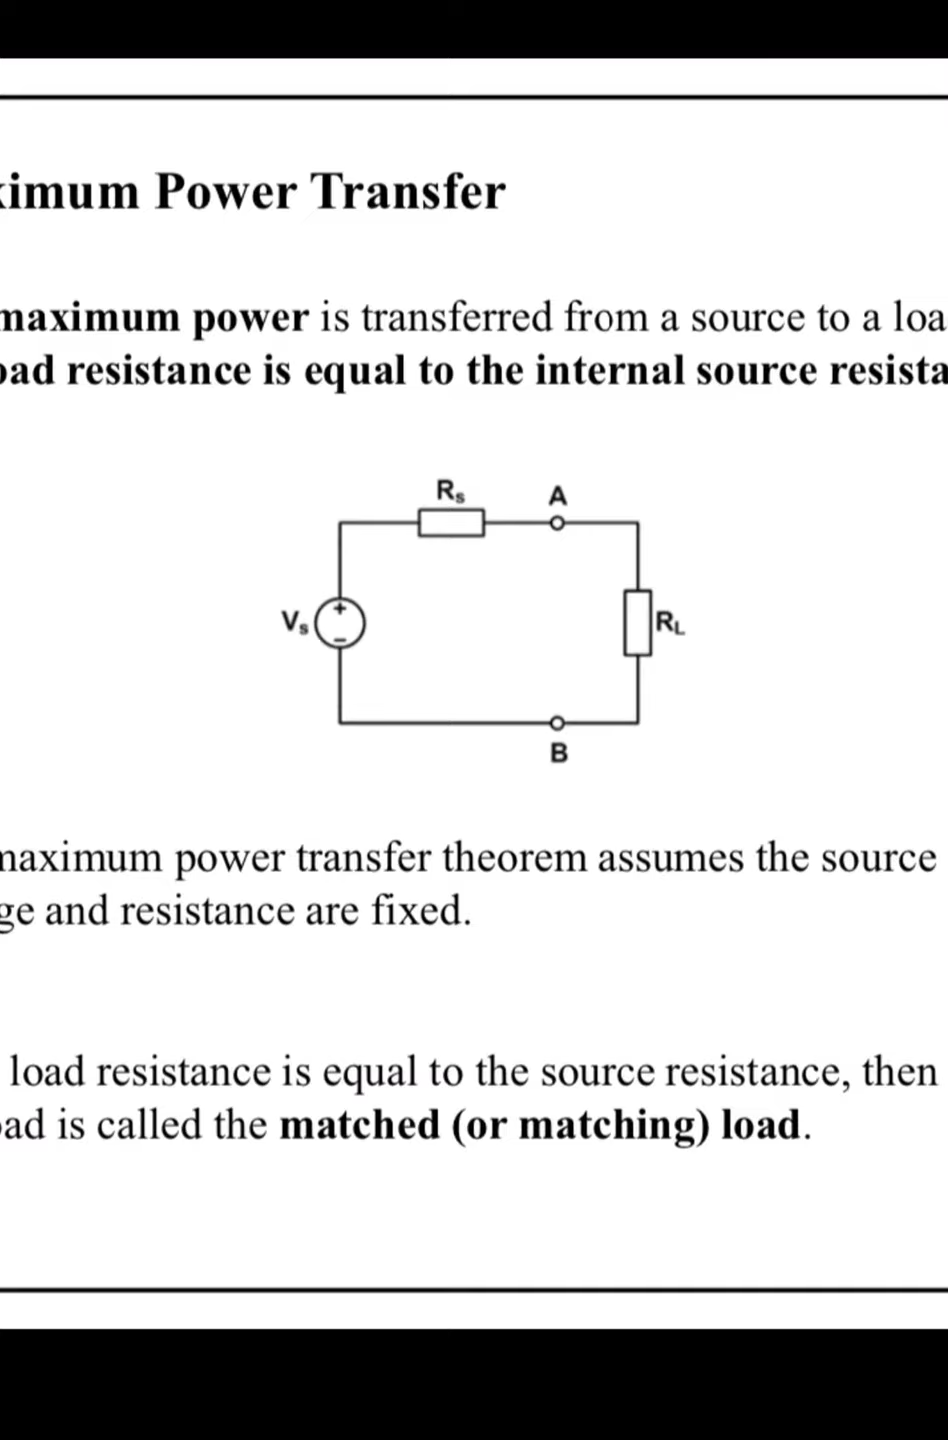 ximum Power Transfer
maximum power is transferred from a source to a loa
oad resistance is equal to the internal source resista
Rs
A
Vs
+
−
RL
B
maximum power transfer theorem assumes the source
ge and resistance are fixed.
load resistance is equal to the source resistance, then
oad is called the matched (or matching) load.